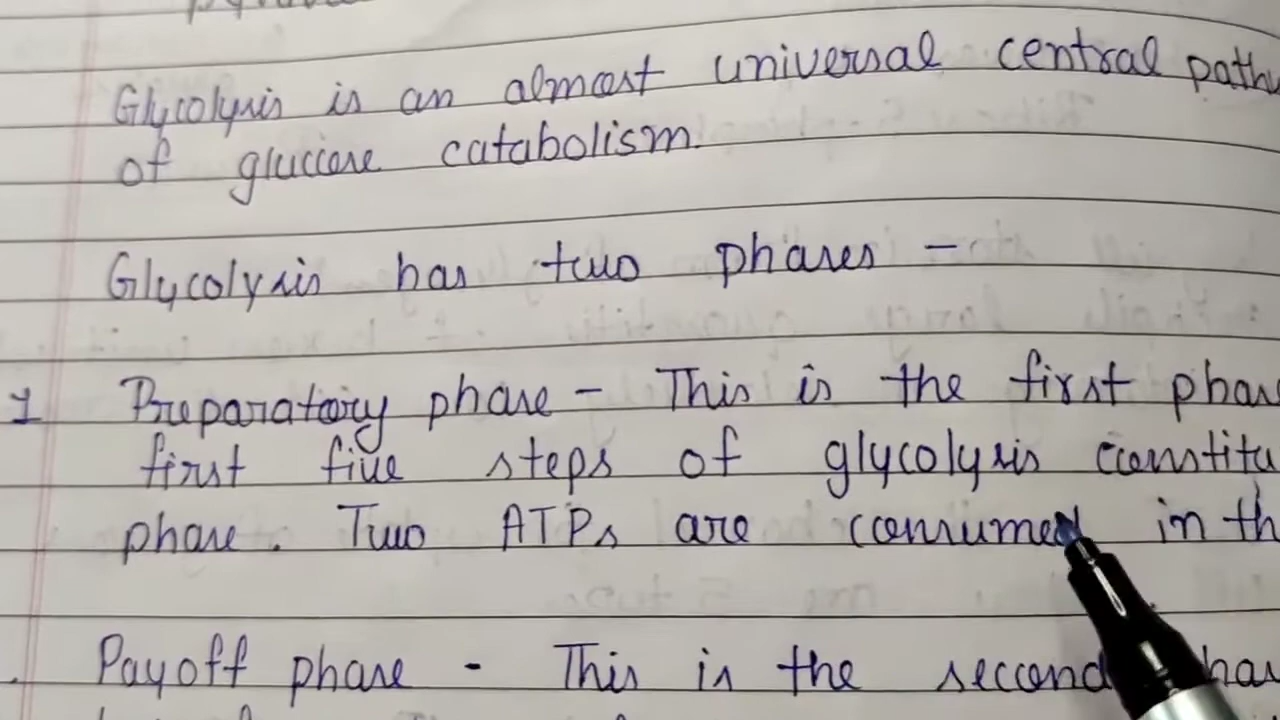 Glycolysis is an almost universal central pathw
of glucose catabolism.
Glycolysis has two phases -
1 Preparatory phase - This is the first phas
first five steps of glycolysis constitu
phase. Two ATPs are consumed in th
Payoff phase - This is the second phas